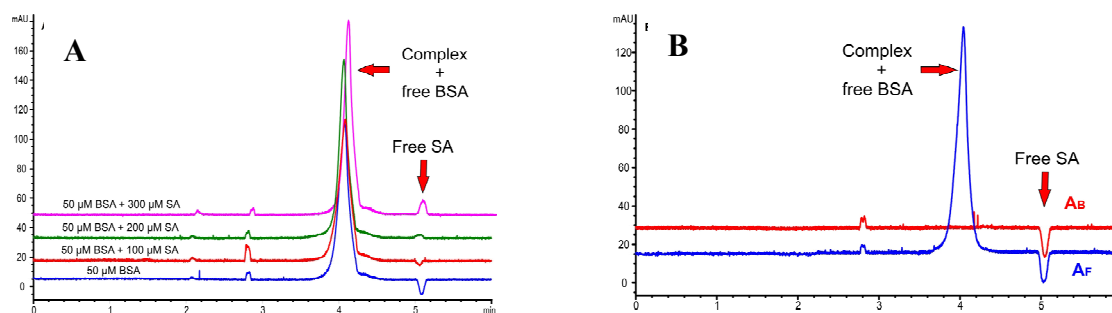 mAU
A
160
140
120
100
80
60
40
20
0
Complex
+
free BSA
Free SA
50 µM BSA + 300 µM SA
50 µM BSA + 200 µM SA
50 µM BSA + 100 µM SA
50 µM BSA
0 1 2 3 4 5 min
mAU
B
120
100
80
60
40
20
0
Complex
+
free BSA
Free SA
AB
AF
0 1 2 3 4 5